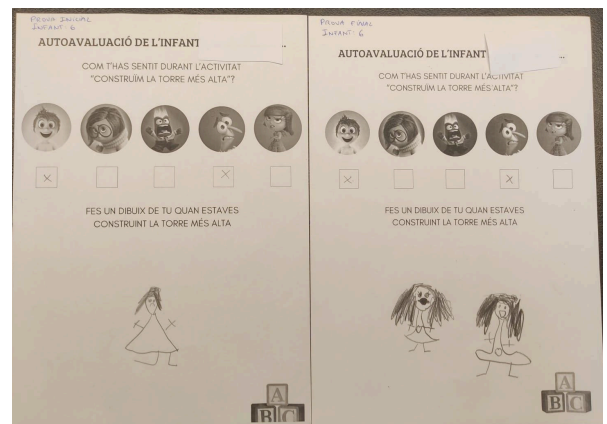 PROVA INICIAL
INFANT: 6
AUTOAVALUACIÓ DE L'INFANT
COM T'HAS SENTIT DURANT L'ACTIVITAT
"CONSTRUÏM LA TORRE MÉS ALTA"?
FES UN DIBUIX DE TU QUAN ESTAVES
CONSTRUINT LA TORRE MÉS ALTA
A
B C
PROVA FINAL
INFANT: 6
AUTOAVALUACIÓ DE L'INFANT
COM T'HAS SENTIT DURANT L'ACTIVITAT
"CONSTRUÏM LA TORRE MÉS ALTA"?
FES UN DIBUIX DE TU QUAN ESTAVES
CONSTRUINT LA TORRE MÉS ALTA
A
B C